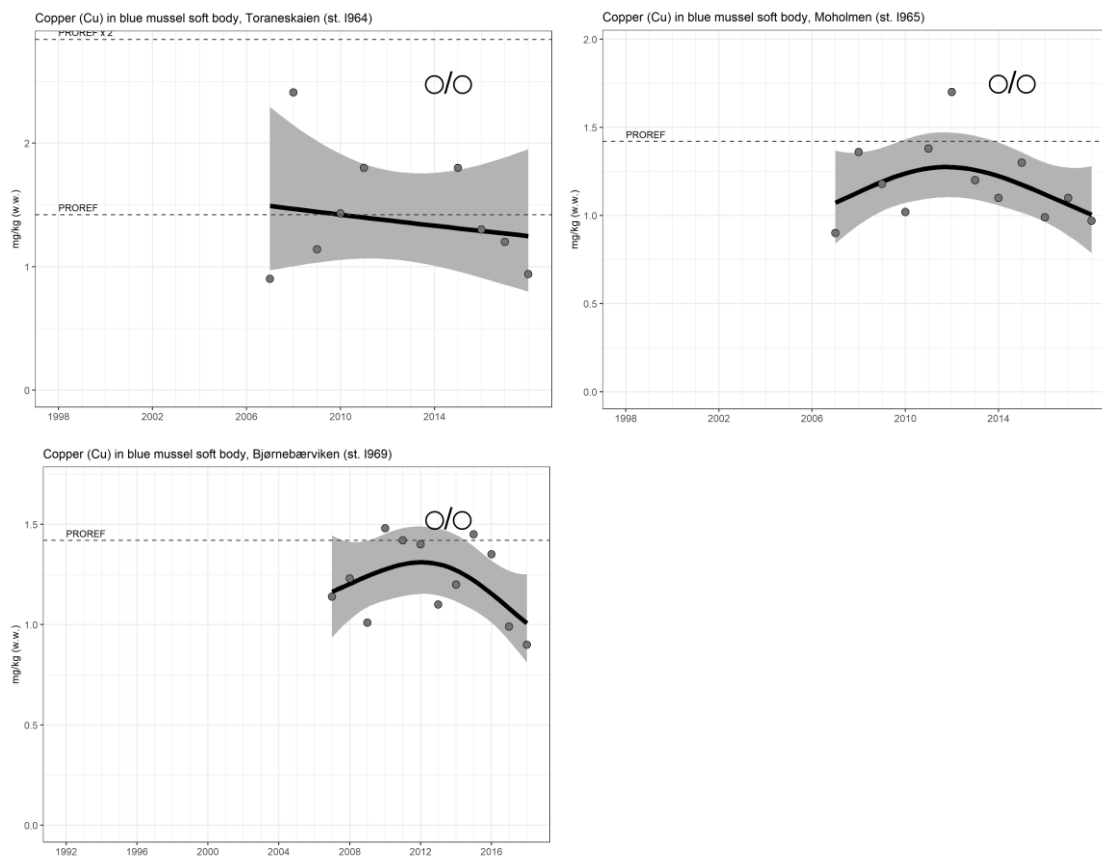 Copper (Cu) in blue mussel soft body, Toraneskaien (st. I964)
PROREF x 2
○/○
2
PROREF
1
0
mg/kg (w.w.)
1998 2002 2006 2010 2014
Copper (Cu) in blue mussel soft body, Moholmen (st. I965)
2.0
○/○
1.5
PROREF
1.0
0.5
0.0
mg/kg (w.w.)
1998 2002 2006 2010 2014
Copper (Cu) in blue mussel soft body, Bjørnebærviken (st. I969)
○/○
1.5
PROREF
1.0
0.5
0.0
mg/kg (w.w.)
1992 1996 2000 2004 2008 2012 2016